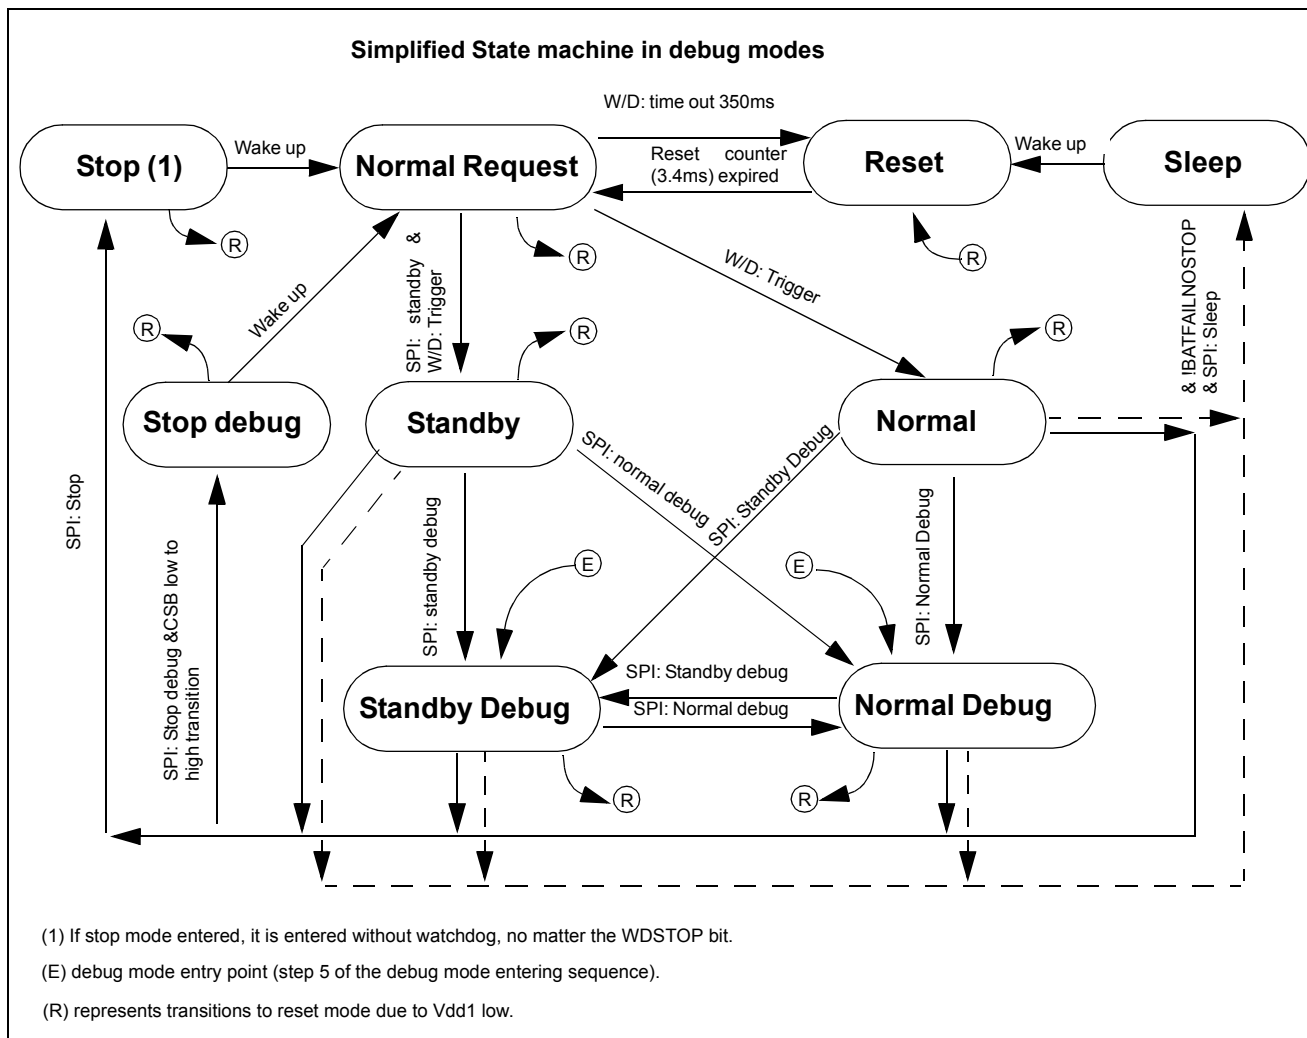 Simplified State machine in debug modes
W/D: time out 350ms
Stop (1)
Wake up
Normal Request
Reset counter
(3.4ms) expired
Reset
Wake up
Sleep
R
R
R
SPI: standby &
W/D: Trigger
W/D: Trigger
Wake up
R
R
R
& !BATFAILNOSTOP
& SPI: Sleep
Stop debug
Standby
Normal
SPI: Stop
SPI: Stop debug &CSB low to
high transition
SPI: standby debug
SPI: normal debug
SPI: Standby Debug
SPI: Normal Debug
E
E
Standby Debug
SPI: Standby debug
SPI: Normal debug
Normal Debug
R
R
(1) If stop mode entered, it is entered without watchdog, no matter the WDSTOP bit.
(E) debug mode entry point (step 5 of the debug mode entering sequence).
(R) represents transitions to reset mode due to Vdd1 low.